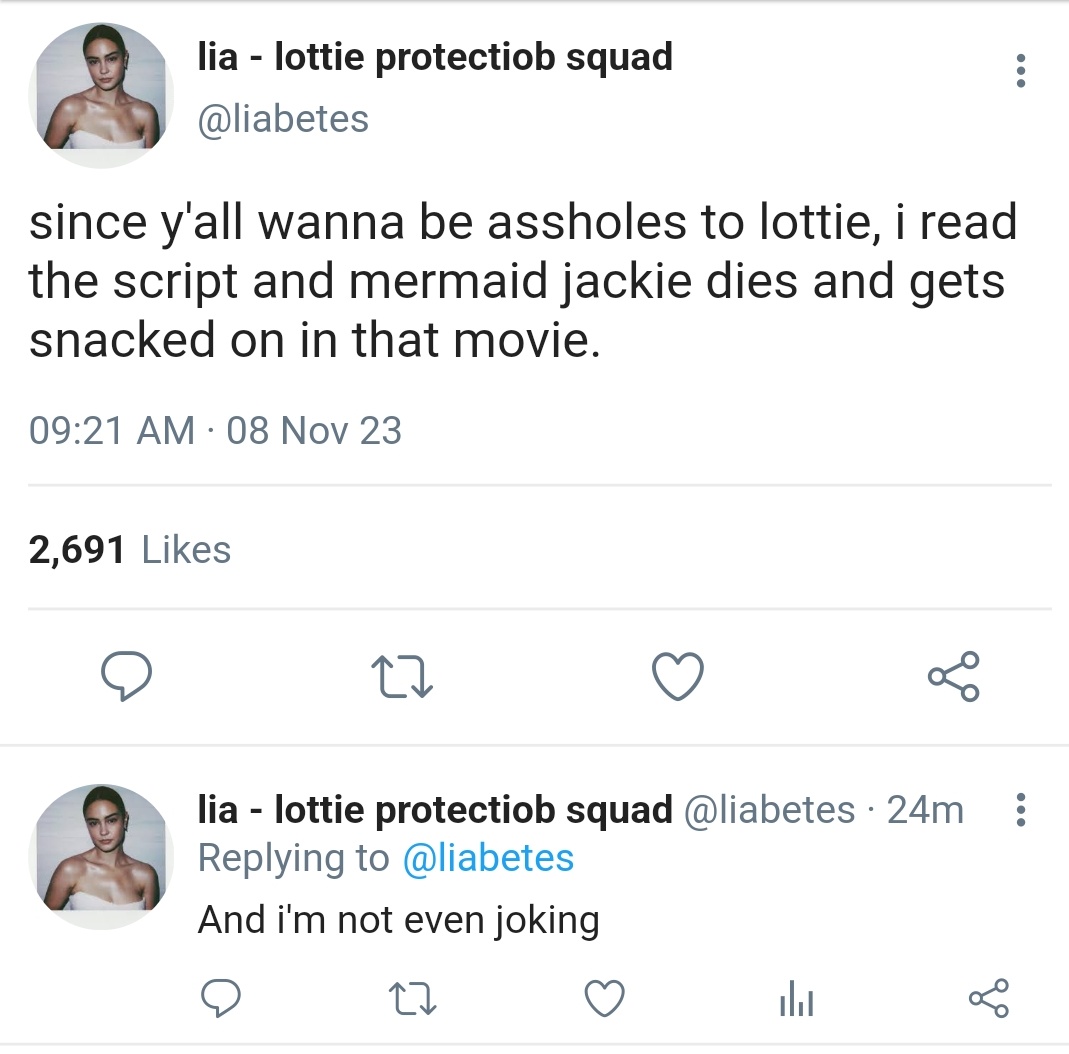 lia - lottie protectiob squad
@liabetes
since y'all wanna be assholes to lottie, i read
the script and mermaid jackie dies and gets
snacked on in that movie.
09:21 AM · 08 Nov 23
2,691 Likes
lia - lottie protectiob squad @liabetes · 24m
Replying to @liabetes
And i'm not even joking